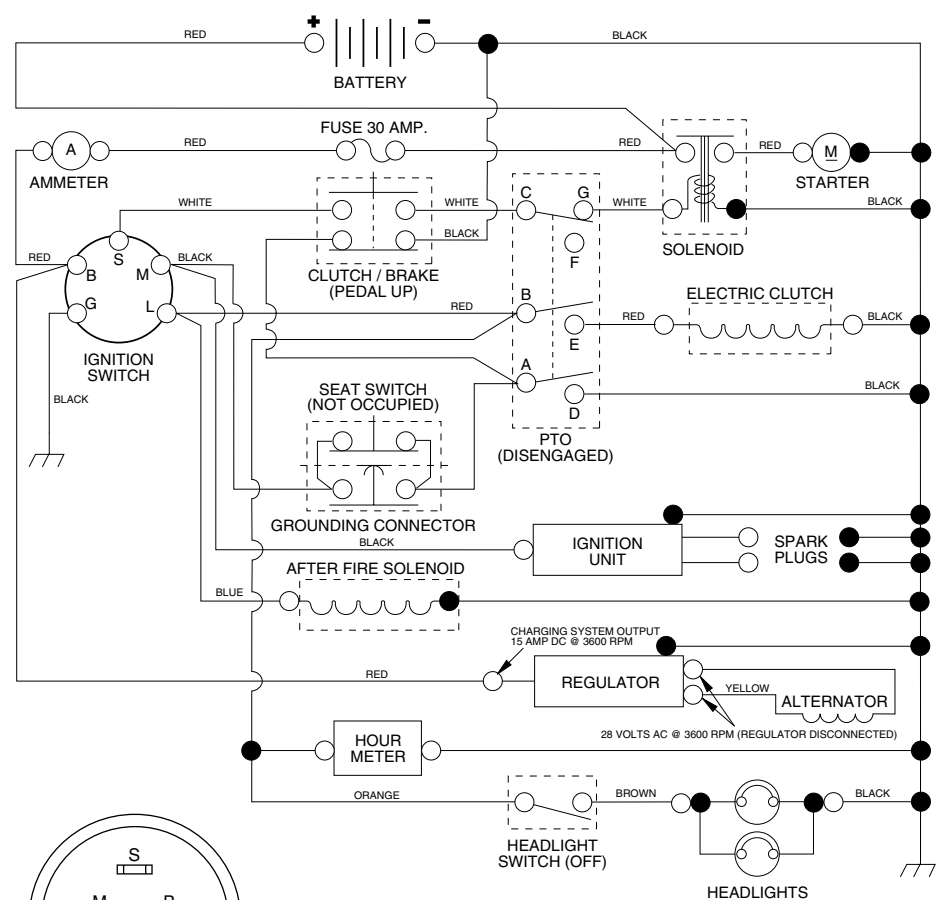 + -
RED
BLACK
BATTERY
FUSE 30 AMP.
A
RED
RED
RED
M
AMMETER
STARTER
WHITE
WHITE
C
G
WHITE
BLACK
SOLENOID
S
BLACK
F
RED
B
M
BLACK
CLUTCH / BRAKE
(PEDAL UP)
G
L
RED
B
ELECTRIC CLUTCH
E
RED
BLACK
IGNITION
SWITCH
A
BLACK
SEAT SWITCH
(NOT OCCUPIED)
BLACK
D
PTO
(DISENGAGED)
GROUNDING CONNECTOR
BLACK
IGNITION
UNIT
SPARK
PLUGS
AFTER FIRE SOLENOID
BLUE
CHARGING SYSTEM OUTPUT
15 AMP DC @ 3600 RPM
RED
REGULATOR
YELLOW
ALTERNATOR
28 VOLTS AC @ 3600 RPM (REGULATOR DISCONNECTED)
HOUR
METER
ORANGE
BROWN
BLACK
HEADLIGHT
SWITCH (OFF)
HEADLIGHTS
S
M B